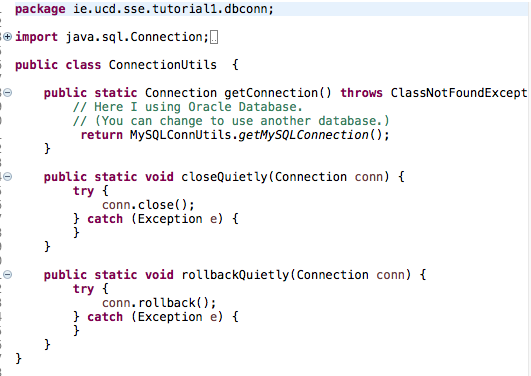 package ie.ucd.sse.tutorial1.dbconn;
import java.sql.Connection;
public class ConnectionUtils  {
public static Connection getConnection() throws ClassNotFoundExcept
// Here I using Oracle Database.
// (You can change to use another database.)
return MySQLConnUtils.getMySQLConnection();
}
public static void closeQuietly(Connection conn) {
try {
conn.close();
} catch (Exception e) {
}
}
public static void rollbackQuietly(Connection conn) {
try {
conn.rollback();
} catch (Exception e) {
}
}
}